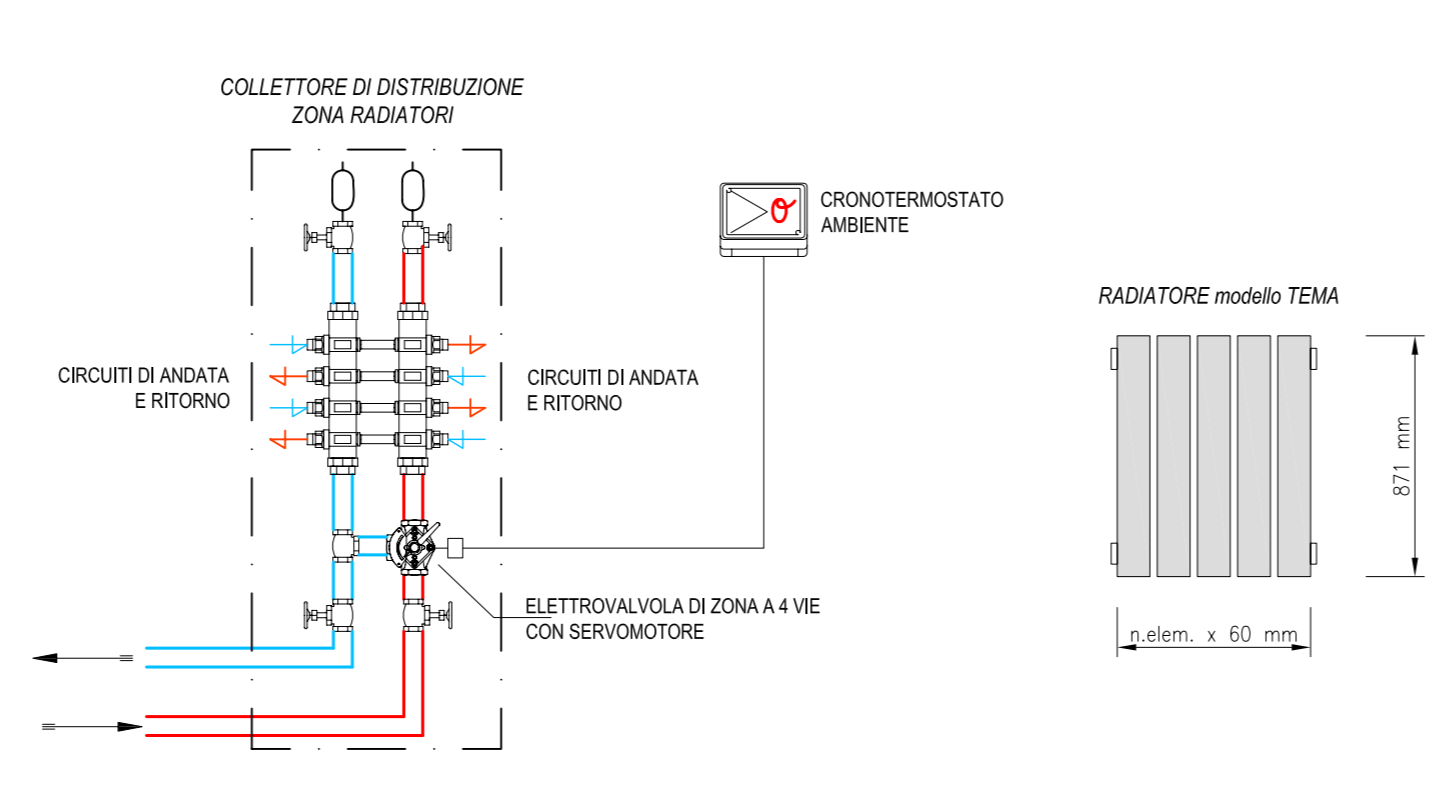 COLLETTORE DI DISTRIBUZIONE
ZONA RADIATORI
CRONOTERMOSTATO
AMBIENTE
RADIATORE modello TEMA
CIRCUITI DI ANDATA
E RITORNO
CIRCUITI DI ANDATA
E RITORNO
871 mm
ELETTROVALVOLA DI ZONA A 4 VIE
CON SERVOMOTORE
n.elem. x 60 mm